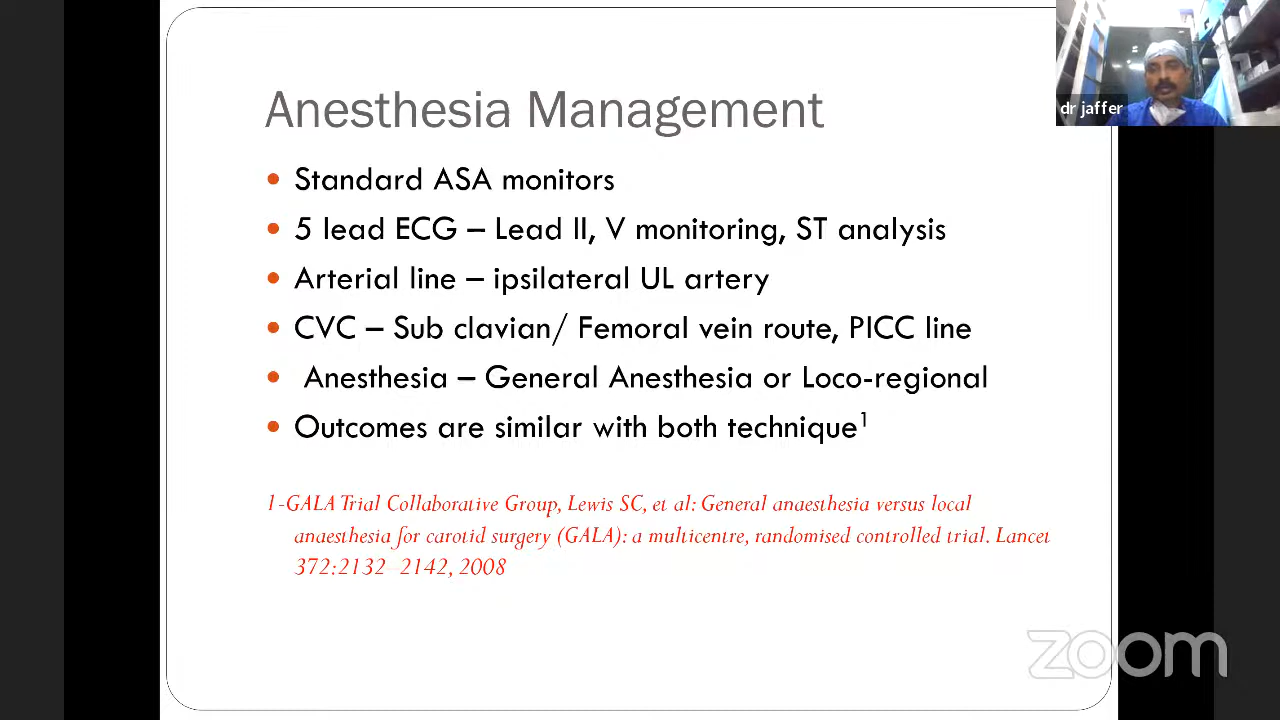 Anesthesia Management
• Standard ASA monitors
• 5 lead ECG – Lead II, V monitoring, ST analysis
• Arterial line – ipsilateral UL artery
• CVC – Sub clavian/ Femoral vein route, PICC line
• Anesthesia – General Anesthesia or Loco-regional
• Outcomes are similar with both technique¹
1-GALA Trial Collaborative Group, Lewis SC, et al: General anaesthesia versus local
anaesthesia for carotid surgery (GALA): a multicentre, randomised controlled trial. Lancet
372:2132–2142, 2008
dr jaffer
zoom